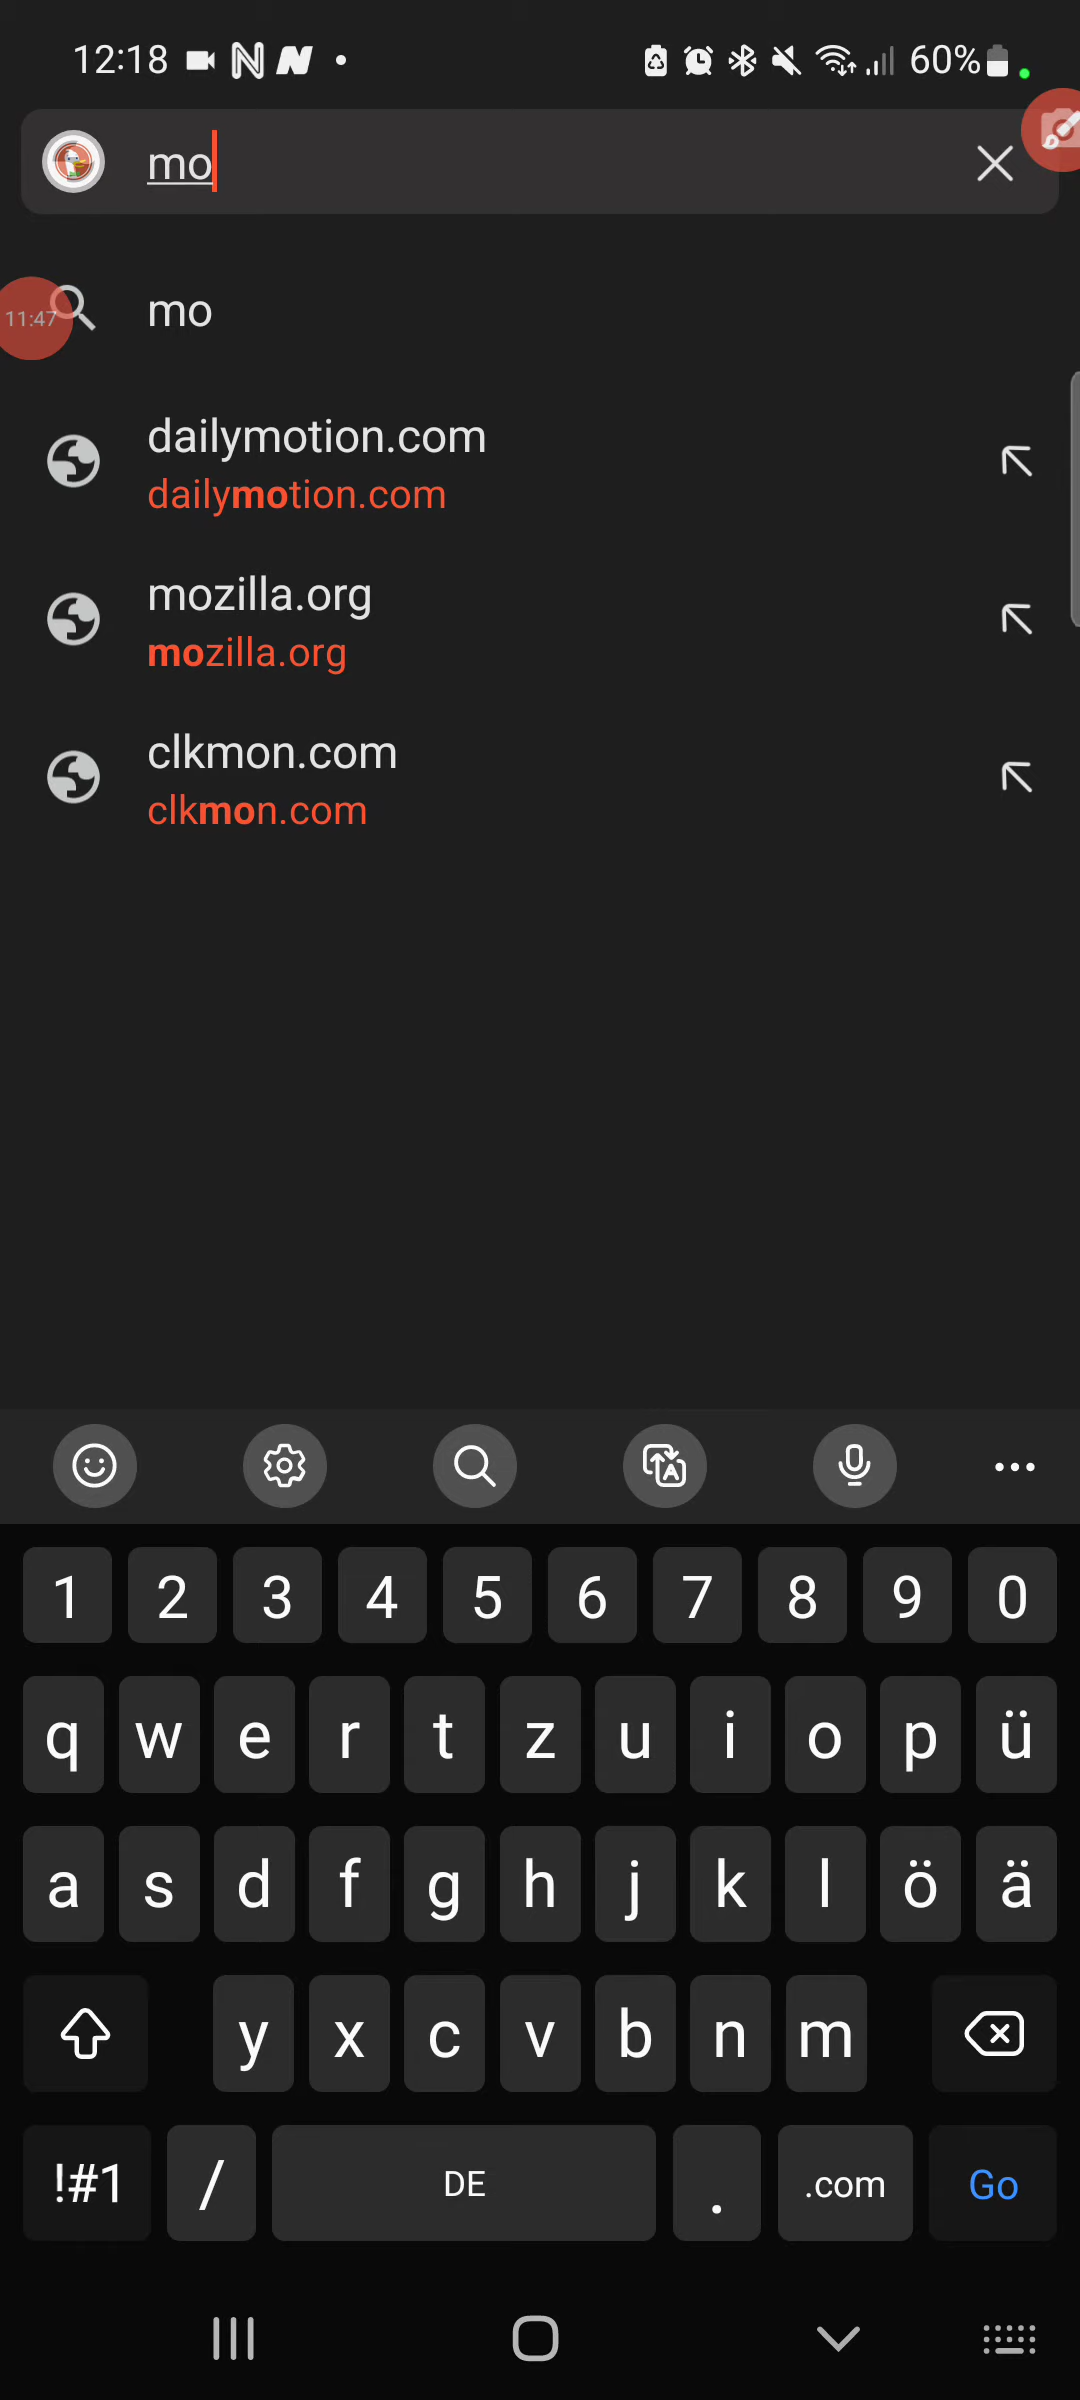 12:18
60%
mo
11:47
mo
dailymotion.com
dailymotion.com
mozilla.org
mozilla.org
clkmon.com
clkmon.com
1 2 3 4 5 6 7 8 9 0
q w e r t z u i o p ü
a s d f g h j k l ö ä
y x c v b n m
!#1 / DE . .com Go